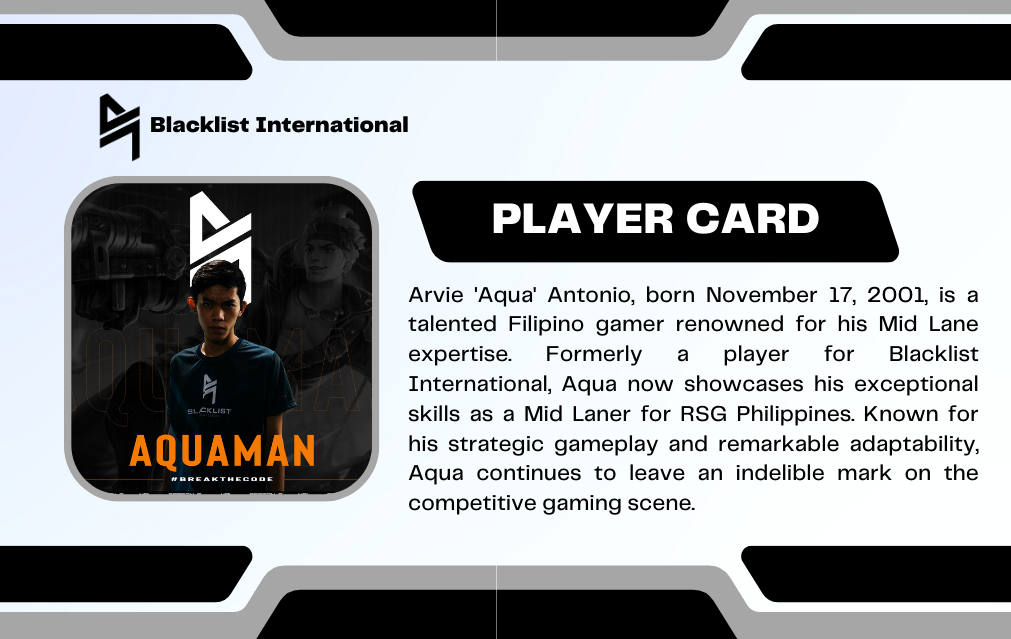 Blacklist International
PLAYER CARD
Arvie 'Aqua' Antonio, born November 17, 2001, is a
talented Filipino gamer renowned for his Mid Lane
expertise. Formerly a player for Blacklist
International, Aqua now showcases his exceptional
skills as a Mid Laner for RSG Philippines. Known for
his strategic gameplay and remarkable adaptability,
Aqua continues to leave an indelible mark on the
competitive gaming scene.
BLACKLIST
AQUAMAN
#BREAKTHECODE